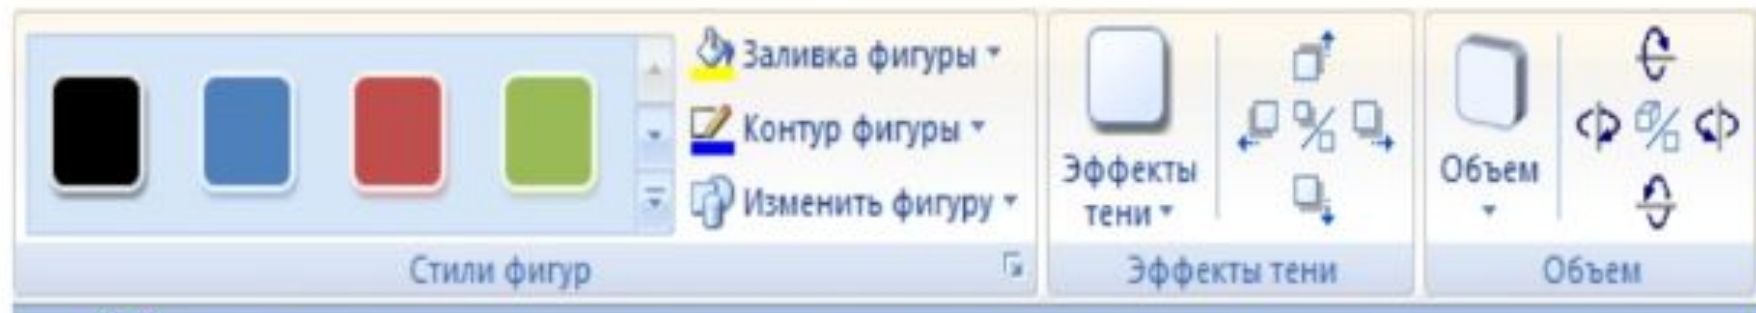 Заливка фигуры
Контур фигуры
Изменить фигуру
Стили фигур
Эффекты
тени
Эффекты тени
Объем
Объем